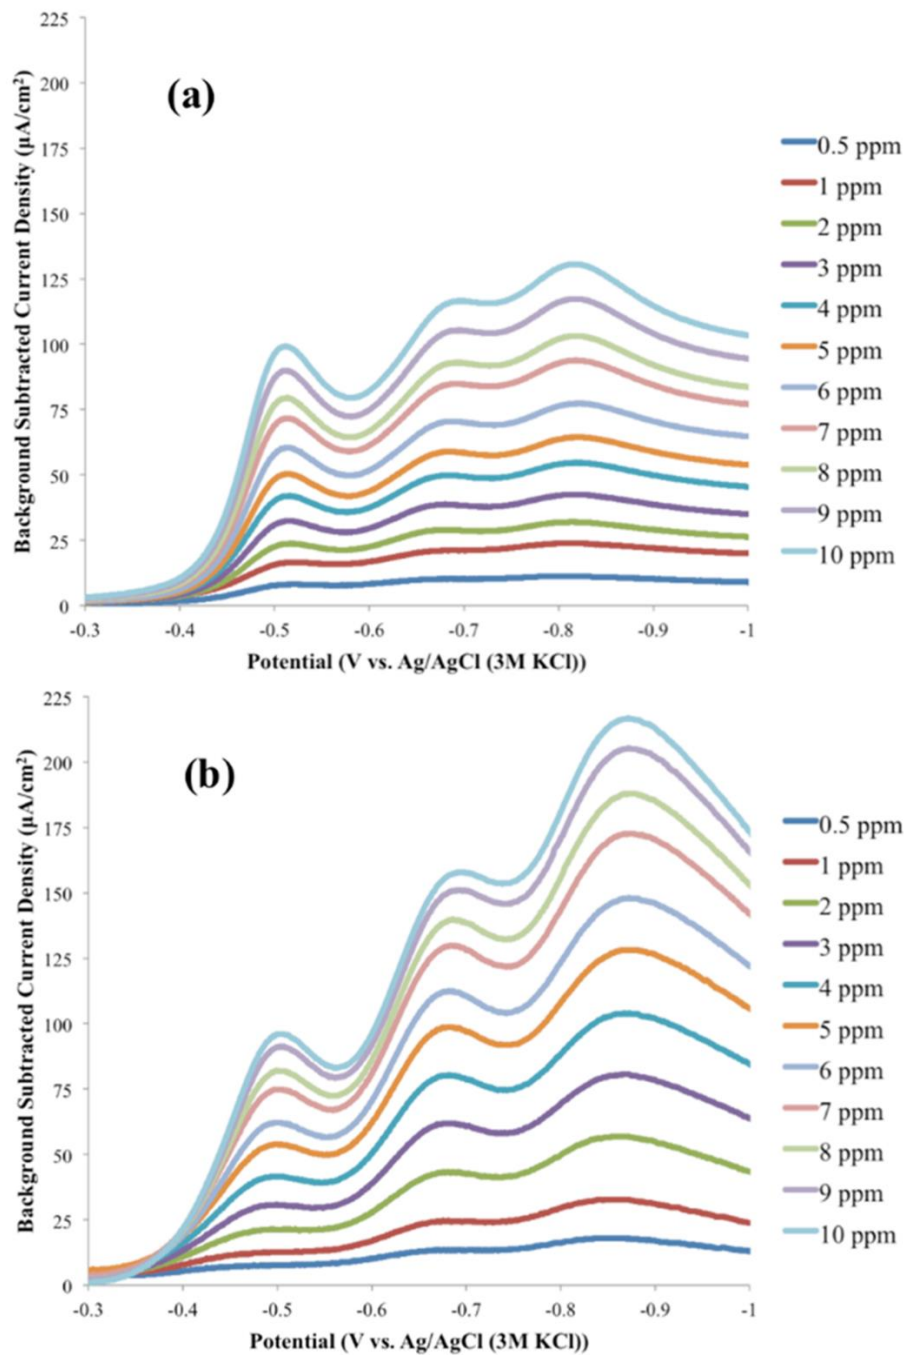 (a)
Background Subtracted Current Density (µA/cm²)
225
200
175
150
125
100
75
50
25
0
-0.3 -0.4 -0.5 -0.6 -0.7 -0.8 -0.9 -1
Potential (V vs. Ag/AgCl (3M KCl))
0.5 ppm
1 ppm
2 ppm
3 ppm
4 ppm
5 ppm
6 ppm
7 ppm
8 ppm
9 ppm
10 ppm
(b)
Background Subtracted Current Density (µA/cm²)
225
200
175
150
125
100
75
50
25
0
-0.3 -0.4 -0.5 -0.6 -0.7 -0.8 -0.9 -1
Potential (V vs. Ag/AgCl (3M KCl))
0.5 ppm
1 ppm
2 ppm
3 ppm
4 ppm
5 ppm
6 ppm
7 ppm
8 ppm
9 ppm
10 ppm